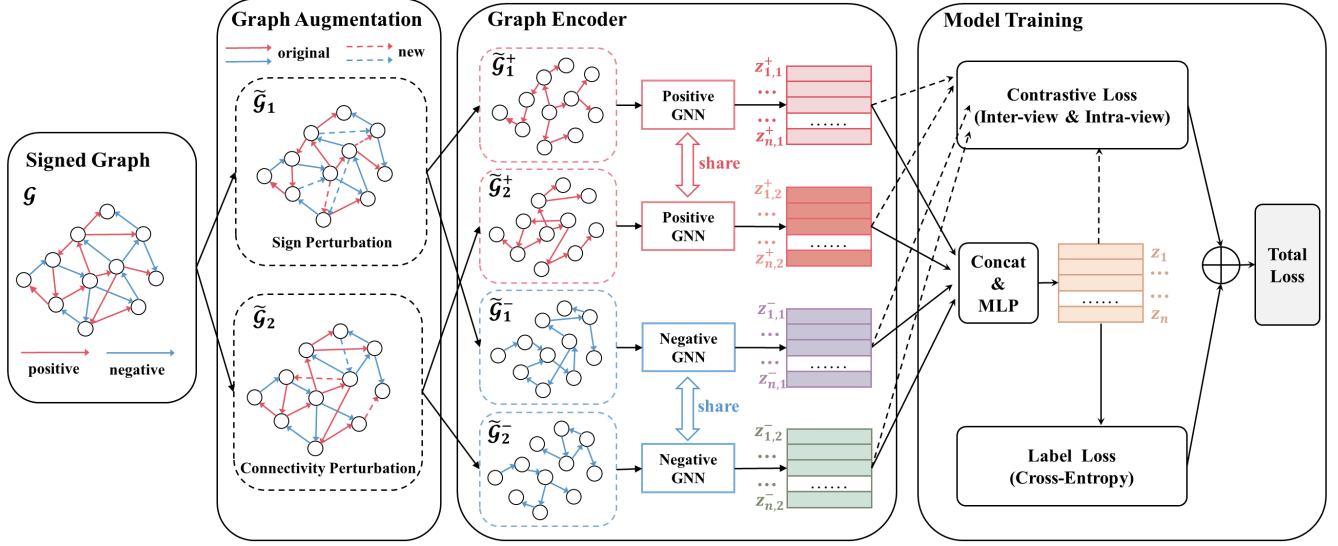 Signed Graph
𝒢
positive
negative
Graph Augmentation
original
new
𝒢̃₁
Sign Perturbation
𝒢̃₂
Connectivity Perturbation
Graph Encoder
𝒢̃₁⁺
Positive
GNN
z⁺₁,₁
...
...
z⁺ₙ,₁
......
share
𝒢̃₂⁺
Positive
GNN
z⁺₁,₂
...
...
z⁺ₙ,₂
......
𝒢̃₁⁻
Negative
GNN
z⁻₁,₁
...
...
z⁻ₙ,₁
......
share
𝒢̃₂⁻
Negative
GNN
z⁻₁,₂
...
...
z⁻ₙ,₂
......
Model Training
Contrastive Loss
(Inter-view & Intra-view)
Concat
&
MLP
z₁
...
...
zₙ
......
Label Loss
(Cross-Entropy)
Total
Loss